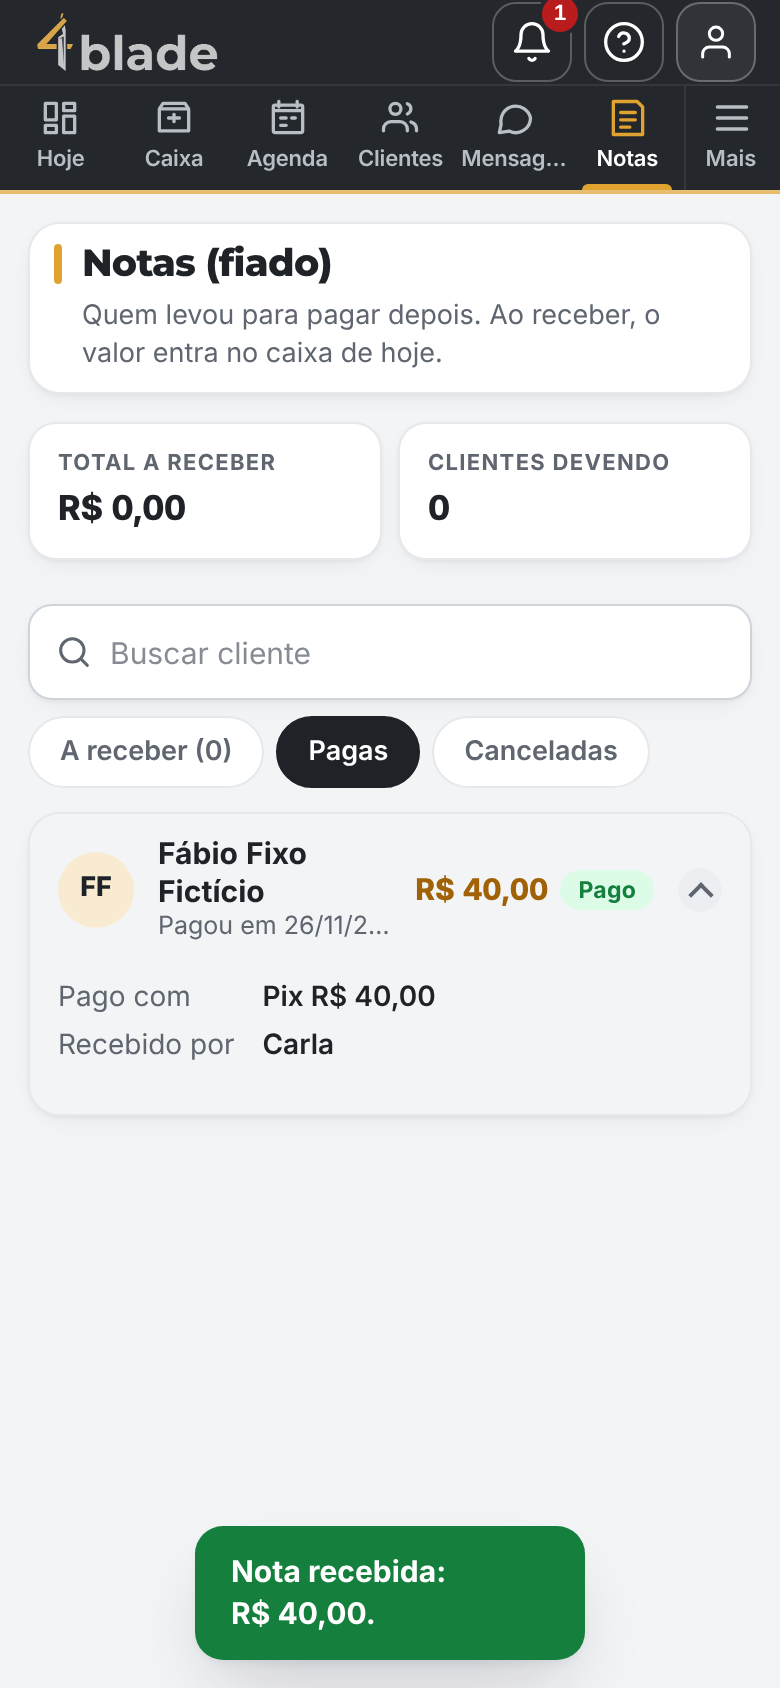 4blade
1
Hoje
Caixa
Agenda
Clientes
Mensag...
Notas
Mais
Notas (fiado)
Quem levou para pagar depois. Ao receber, o
valor entra no caixa de hoje.
TOTAL A RECEBER
R$ 0,00
CLIENTES DEVENDO
0
Buscar cliente
A receber (0)
Pagas
Canceladas
FF
Fábio Fixo
Fictício
Pagou em 26/11/2...
R$ 40,00
Pago
Pago com
Pix R$ 40,00
Recebido por
Carla
Nota recebida:
R$ 40,00.